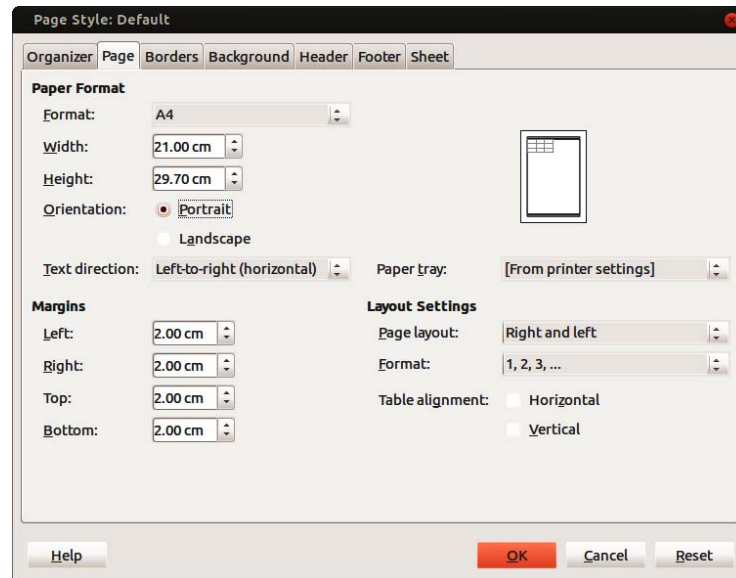 Page Style: Default
Organizer Page Borders Background Header Footer Sheet
Paper Format
Format: A4
Width: 21.00 cm
Height: 29.70 cm
Orientation: Portrait
Landscape
Text direction: Left-to-right (horizontal) Paper tray: [From printer settings]
Margins Layout Settings
Left: 2.00 cm Page layout: Right and left
Right: 2.00 cm Format: 1, 2, 3, ...
Top: 2.00 cm Table alignment: Horizontal
Bottom: 2.00 cm Vertical
Help OK Cancel Reset